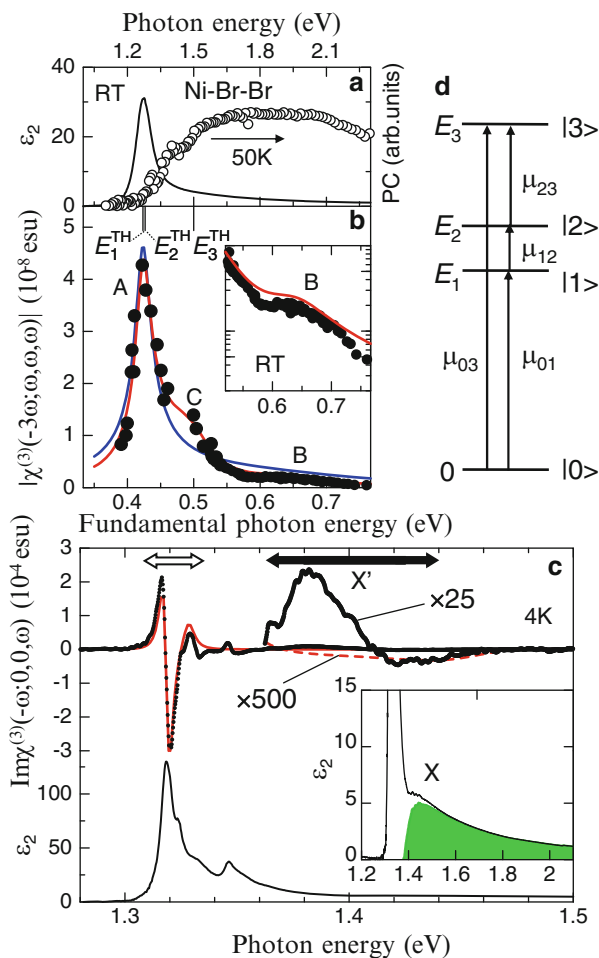 Photon energy (eV)
1.2 1.5 1.8 2.1
40
20
0
ε₂
RT
Ni-Br-Br
a
50K
PC (arb.units)
b
E₁ᵀᴴ E₂ᵀᴴ E₃ᵀᴴ
5
4
3
2
1
0
|χ⁽³⁾(-3ω;ω,ω,ω)| (10⁻⁸ esu)
A
C
B
B
RT
0.6 0.7
0.4 0.5 0.6 0.7
Fundamental photon energy (eV)
d
E₃ |3>
μ₂₃
E₂ |2>
μ₁₂
E₁ |1>
μ₀₃ μ₀₁
0 |0>
3
2
1
0
-1
-2
-3
Imχ⁽³⁾(-ω;0,0,ω) (10⁻⁴ esu)
c
X'
×25
4K
×500
100
50
0
ε₂
15
10
5
0
ε₂
X
1.2 1.4 1.6 1.8 2
1.3 1.4 1.5
Photon energy (eV)